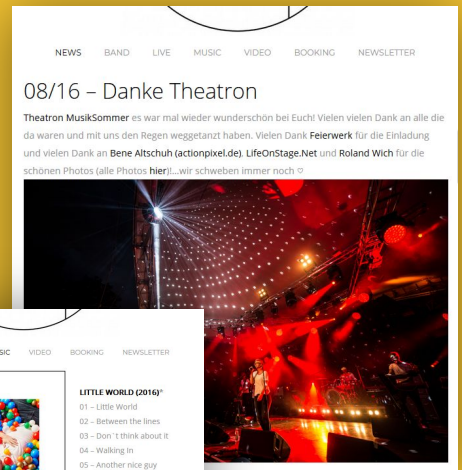 NEWS BAND LIVE MUSIC VIDEO BOOKING NEWSLETTER
08/16 – Danke Theatron
Theatron MusikSommer es war mal wieder wunderschön bei Euch! Vielen vielen Dank an alle die
da waren und mit uns den Regen weggetanzt haben. Vielen Dank Feierwerk für die Einladung
und vielen Dank an Bene Altschuh (actionpixel.de), LifeOnStage.Net und Roland Wich für die
schönen Photos (alle Photos hier)!...wir schweben immer noch ♡
SIC VIDEO BOOKING NEWSLETTER
LITTLE WORLD (2016)*
01 – Little World
02 – Between the lines
03 – Don´t think about it
04 – Walking In
05 – Another nice guy